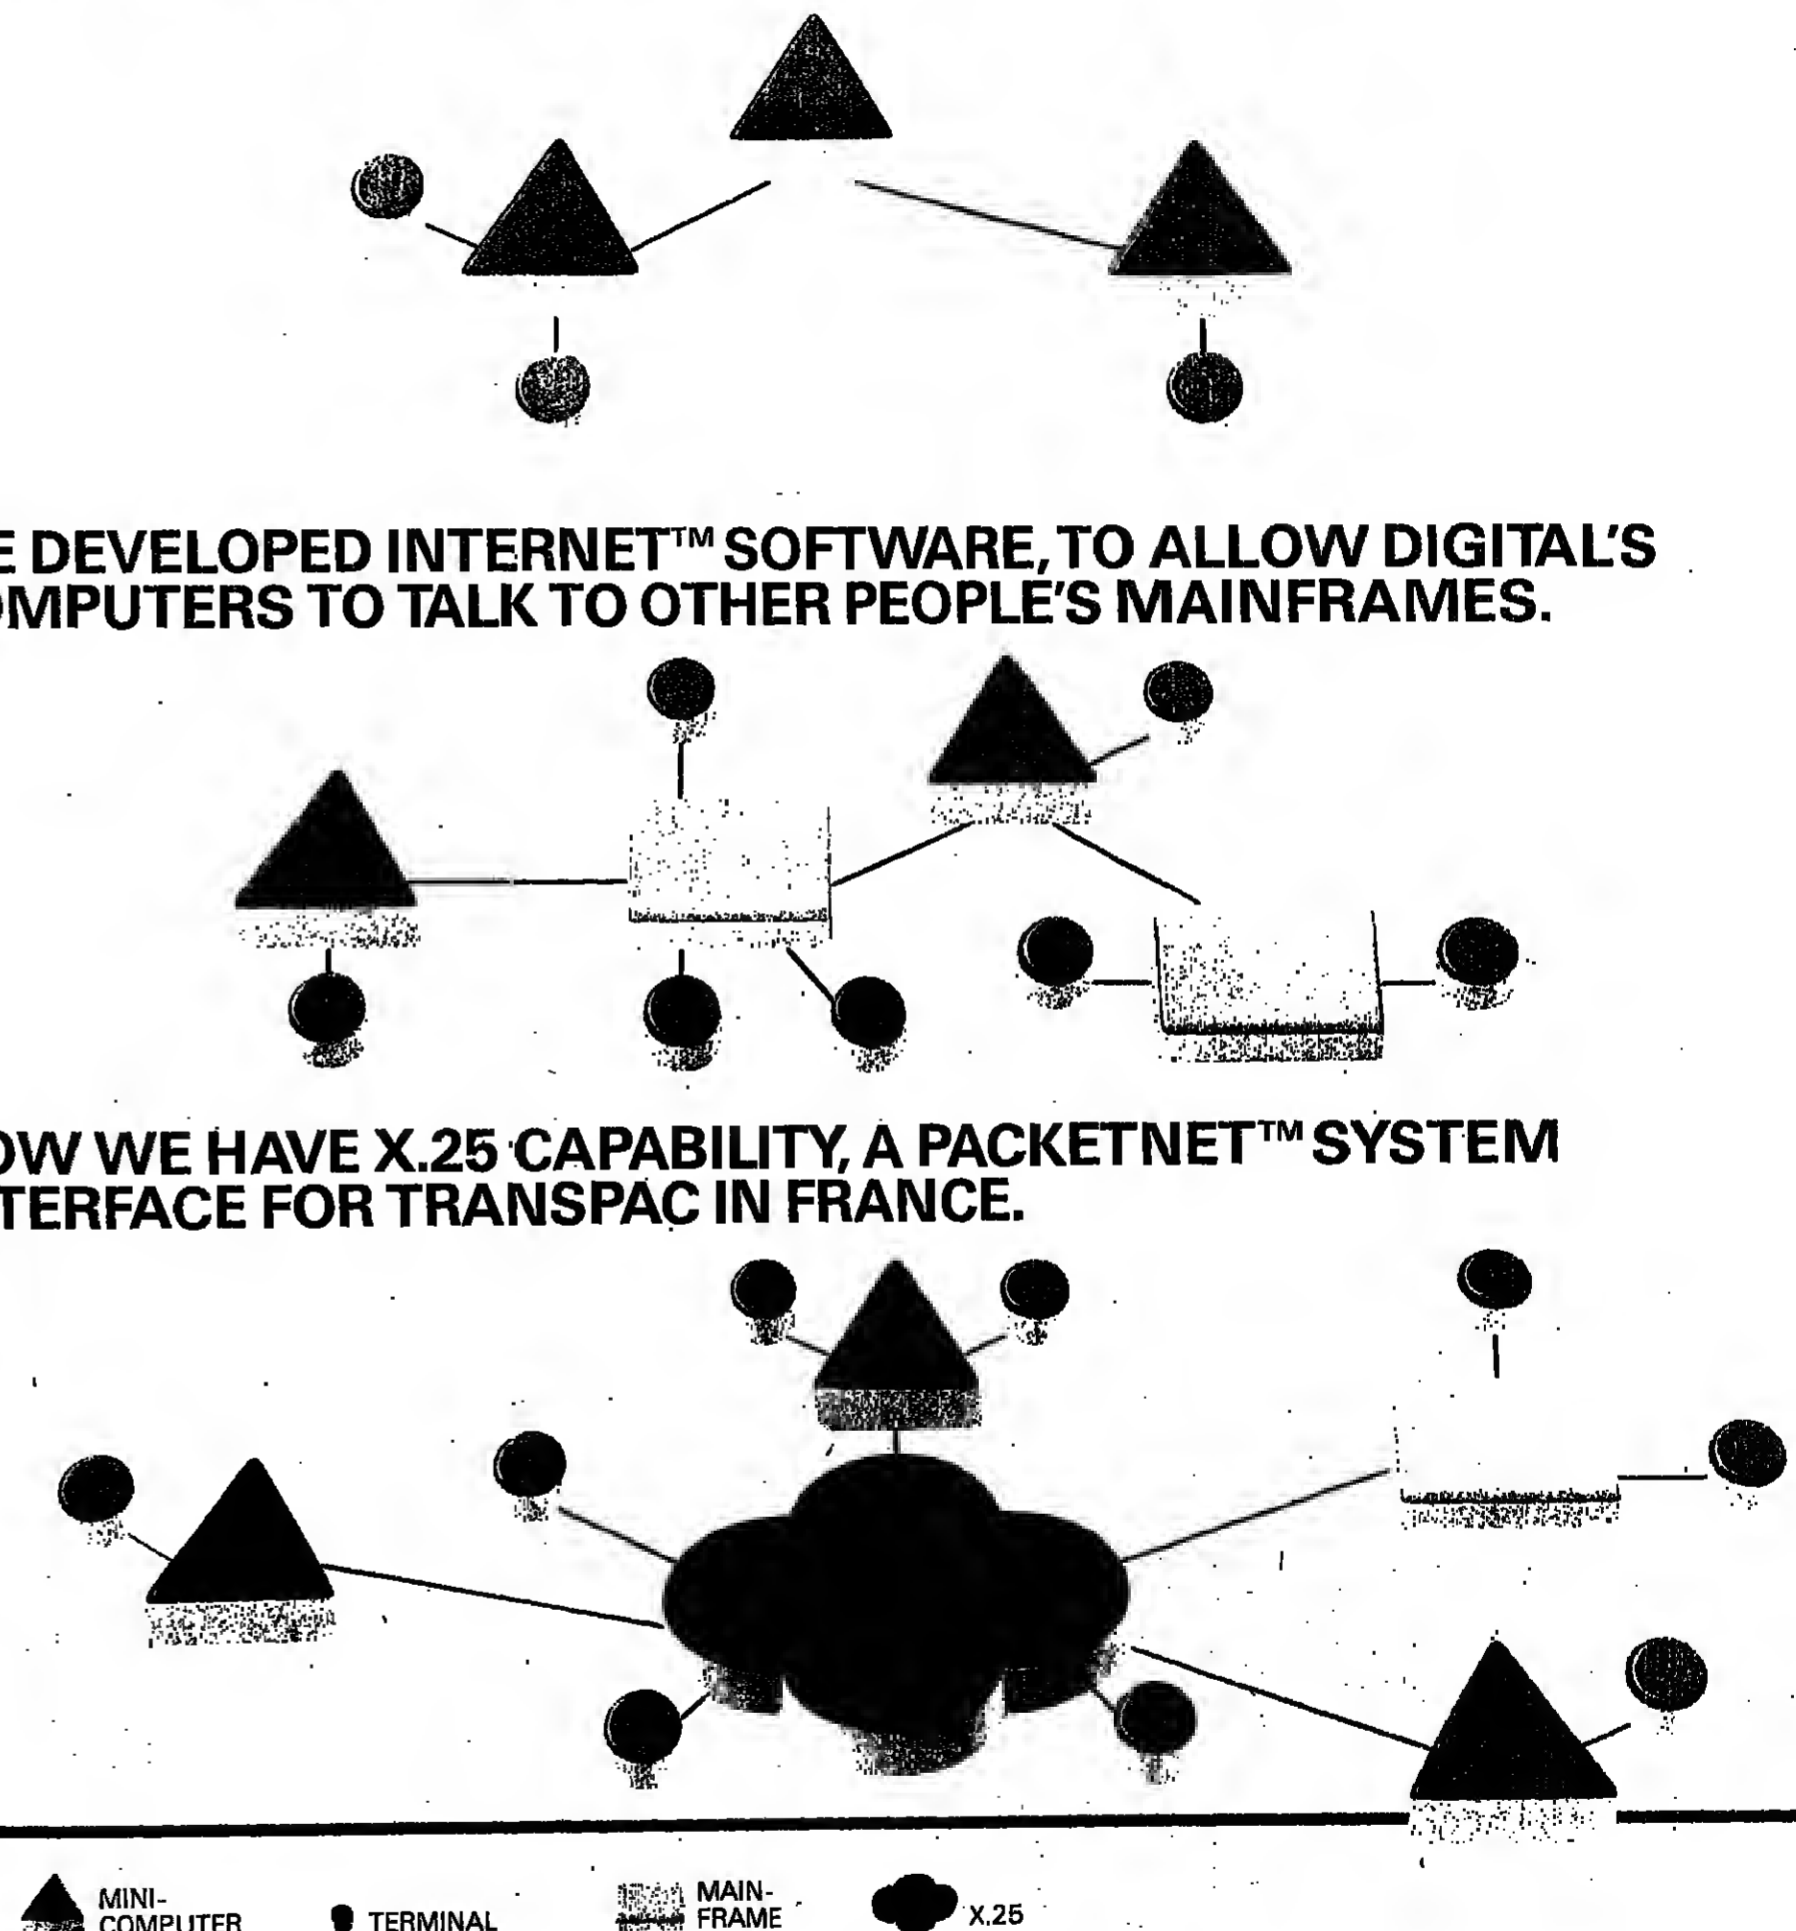 E DEVELOPED INTERNET™ SOFTWARE, TO ALLOW DIGITAL'S
OMPUTERS TO TALK TO OTHER PEOPLE'S MAINFRAMES.
OW WE HAVE X.25 CAPABILITY, A PACKETNET™ SYSTEM
TERFACE FOR TRANSPAC IN FRANCE.
MINI-
COMPUTER
TERMINAL
MAIN-
FRAME
X.25